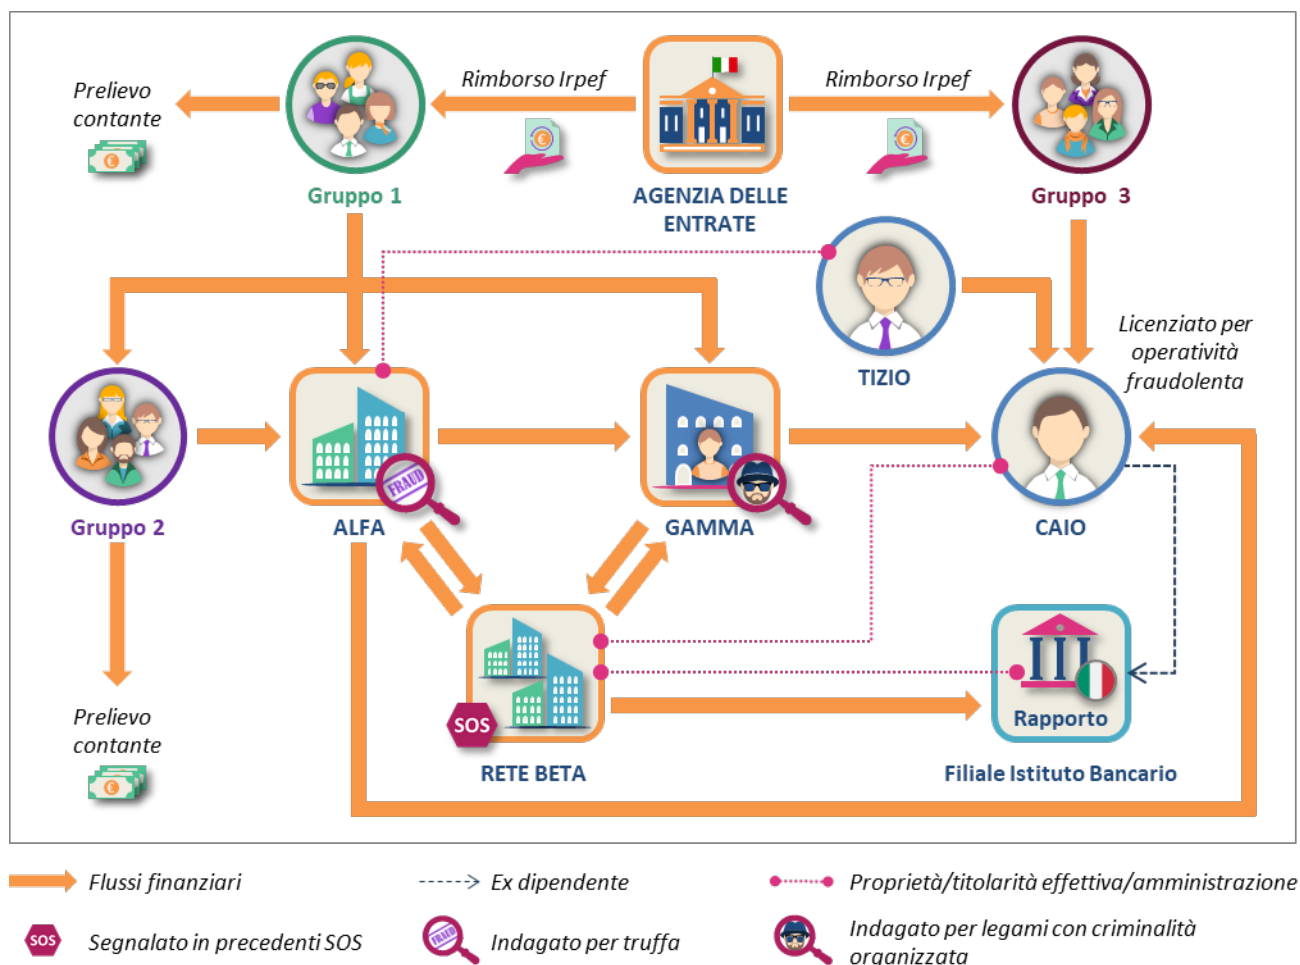 Prelievo
contante
Rimborso Irpef
Rimborso Irpef
Gruppo 1
AGENZIA DELLE
ENTRATE
Gruppo 3
TIZIO
Licenziato per
operatività
fraudolenta
Gruppo 2
FRAUD
ALFA
GAMMA
CAIO
Prelievo
contante
SOS
RETE BETA
Rapporto
Filiale Istituto Bancario
Flussi finanziari
Ex dipendente
Proprietà/titolarità effettiva/amministrazione
SOS
Segnalato in precedenti SOS
FRAUD
Indagato per truffa
Indagato per legami con criminalità
organizzata